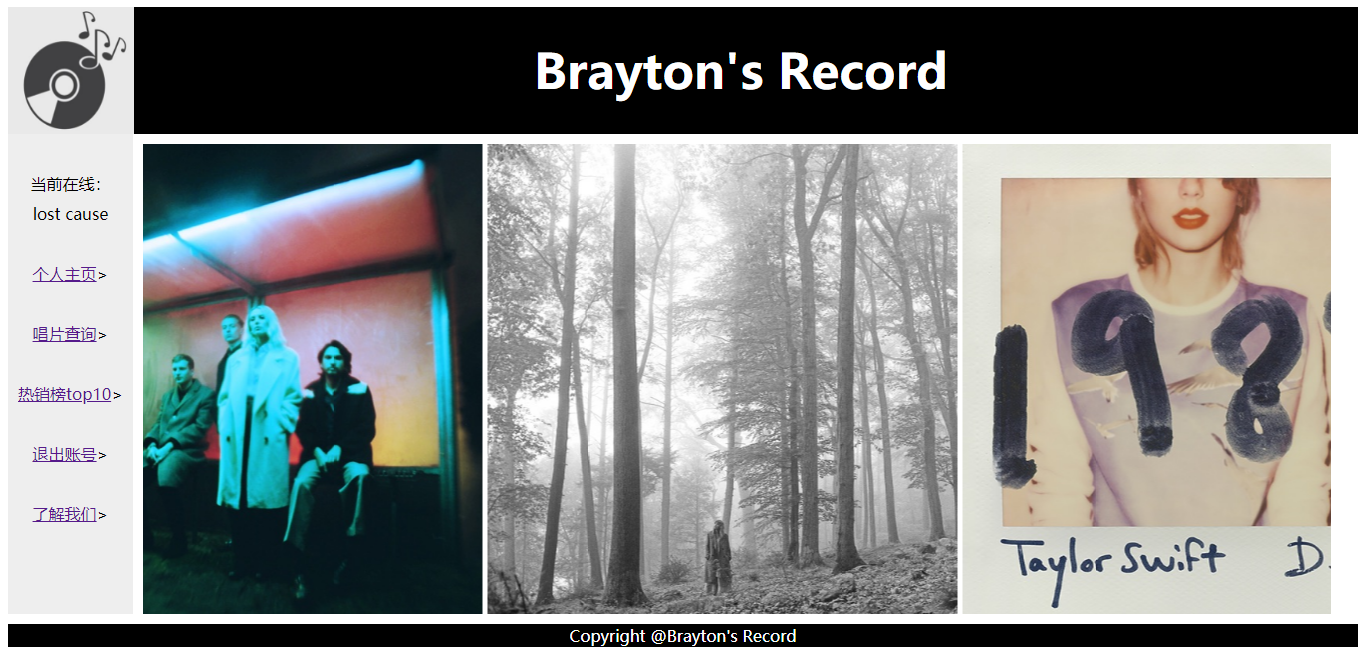 Brayton's Record
当前在线：
lost cause
个人主页>
唱片查询>
热销榜top10>
退出账号>
了解我们>
198
Taylor Swift D.
Copyright @Brayton's Record